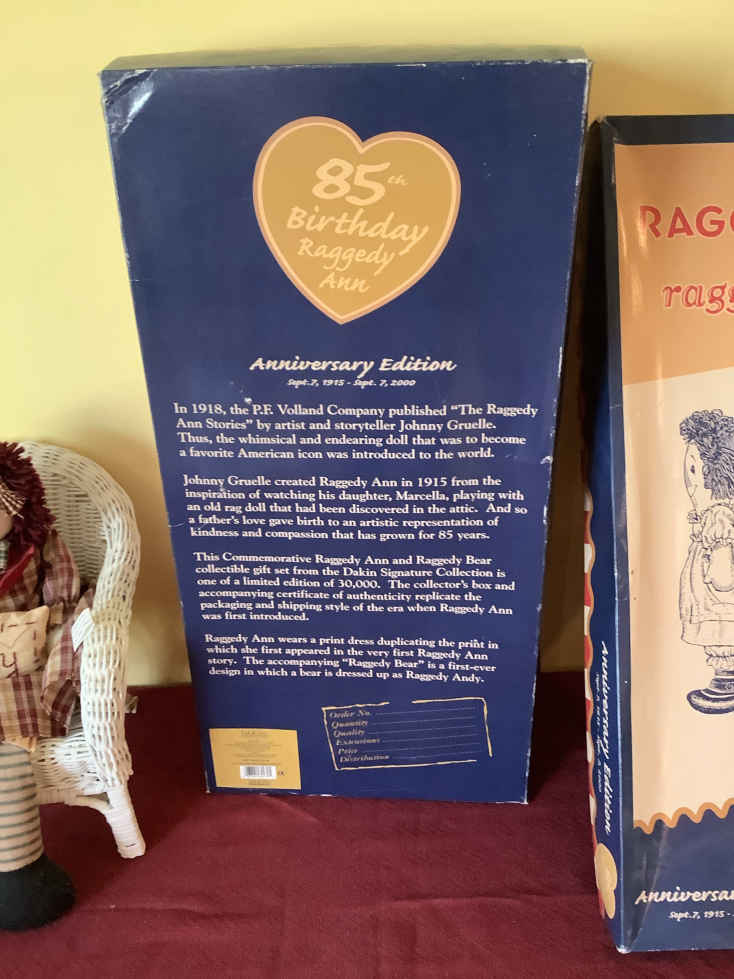 85th
Birthday
Raggedy
Ann
Anniversary Edition
Sept.7, 1915 - Sept. 7, 2000
In 1918, the P.F. Volland Company published “The Raggedy
Ann Stories” by artist and storyteller Johnny Gruelle.
Thus, the whimsical and endearing doll that was to become
a favorite American icon was introduced to the world.
Johnny Gruelle created Raggedy Ann in 1915 from the
inspiration of watching his daughter, Marcella, playing with
an old rag doll that had been discovered in the attic. And so
a father's love gave birth to an artistic representation of
kindness and compassion that has grown for 85 years.
This Commemorative Raggedy Ann and Raggedy Bear
collectible gift set from the Dakin Signature Collection is
one of a limited edition of 30,000. The collector's box and
accompanying certificate of authenticity replicate the
packaging and shipping style of the era when Raggedy Ann
was first introduced.
Raggedy Ann wears a print dress duplicating the print in
which she first appeared in the very first Raggedy Ann
story. The accompanying “Raggedy Bear” is a first-ever
design in which a bear is dressed up as Raggedy Andy.
Order No.
Quantity
Quality
Executions
Price
Distribution
RAGG
ragg
Anniversary Edition
Sept.7, 1915 - Sept. 7, 2000
Anniversar
Sept.7, 1915 -
y